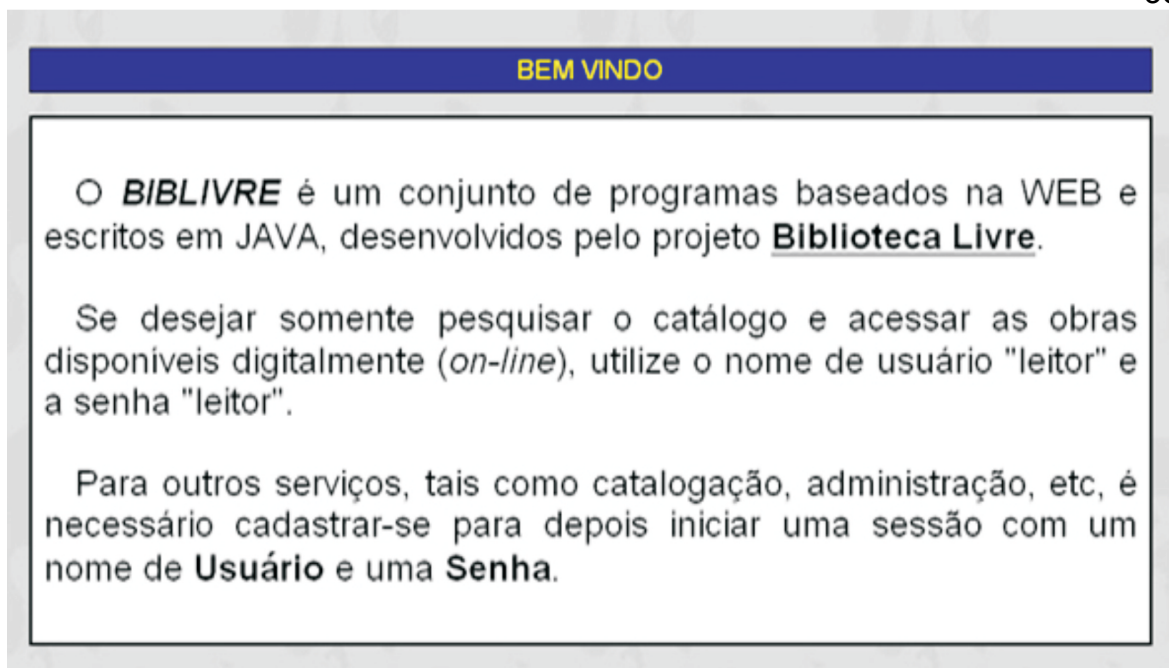 BEM VINDO
O BIBLIVRE é um conjunto de programas baseados na WEB e
escritos em JAVA, desenvolvidos pelo projeto Biblioteca Livre.
Se desejar somente pesquisar o catálogo e acessar as obras
disponíveis digitalmente (on-line), utilize o nome de usuário "leitor" e
a senha "leitor".
Para outros serviços, tais como catalogação, administração, etc, é
necessário cadastrar-se para depois iniciar uma sessão com um
nome de Usuário e uma Senha.